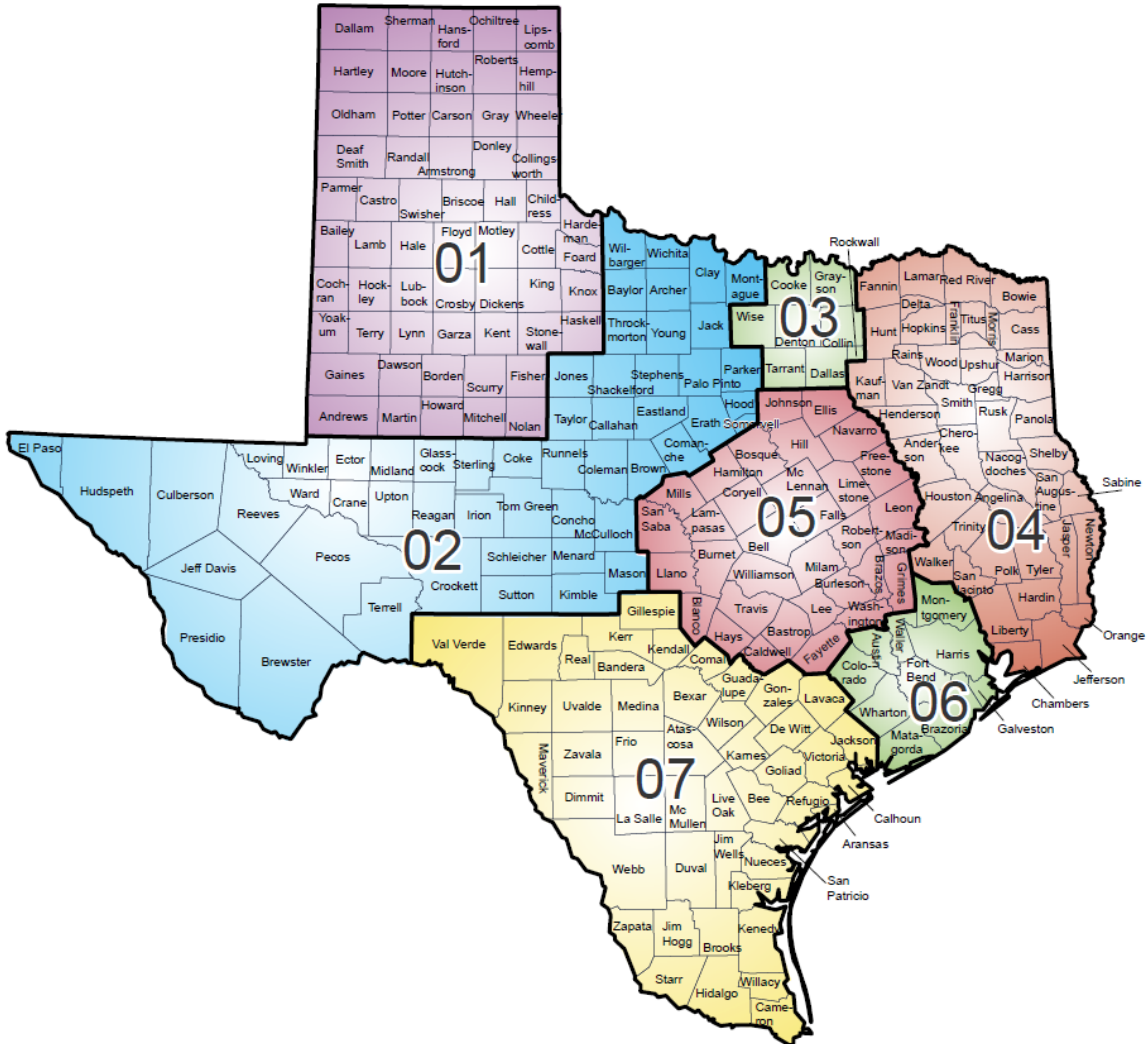 Dallam
Sherman
Hans-
ford
Ochiltree
Lips-
comb
Hartley
Moore
Hutch-
inson
Roberts
Hemp-
hill
Oldham
Potter
Carson
Gray
Wheeler
Deaf
Smith
Randall
Armstrong
Donley
Collings
worth
Parmer
Castro
Swisher
Briscoe
Hall
Child-
ress
Harde-
man
Bailey
Lamb
Hale
Floyd
Motley
Cottle
Foard
01
Coch-
ran
Hock-
ley
Lub-
bock
Crosby
Dickens
King
Knox
Yoak-
um
Terry
Lynn
Garza
Kent
Stone-
wall
Haskell
Gaines
Dawson
Borden
Scurry
Fisher
Andrews
Martin
Howard
Mitchell
Nolan
Wil-
barger
Wichita
Clay
Mont-
ague
Baylor
Archer
Throck-
morton
Young
Jack
Jones
Shackelford
Stephens
Palo Pinto
Parker
Hood
Taylor
Callahan
Eastland
Erath
Somervell
Coman-
che
El Paso
Hudspeth
Culberson
Loving
Winkler
Ector
Midland
Glass-
cock
Sterling
Coke
Runnels
Coleman
Brown
Reeves
Ward
Crane
Upton
Reagan
Irion
Tom Green
Concho
McCulloch
Jeff Davis
Pecos
02
Crockett
Schleicher
Menard
Mason
Sutton
Kimble
Presidio
Brewster
Terrell
Rockwall
Cooke
Gray-
son
Wise
03
Denton
Collin
Tarrant
Dallas
Fannin
Lamar
Red River
Bowie
Delta
Franklin
Titus
Morris
Cass
Hunt
Hopkins
Rains
Wood
Upshur
Marion
Harrison
Kauf-
man
Van Zandt
Gregg
Smith
Rusk
Panola
Henderson
Ander-
son
Chero-
kee
Nacog-
doches
Shelby
San
Augus-
tine
Sabine
Houston
Angelina
04
Trinity
Jasper
Newton
Walker
San
Jacinto
Polk
Tyler
Hardin
Liberty
Orange
Jefferson
Chambers
Johnson
Ellis
Navarro
Hill
Bosque
Free-
stone
Hamilton
Mc
Lennan
Lime-
stone
Mills
Coryell
Falls
Leon
San
Saba
Lam-
pasas
05
Robert-
son
Madi-
son
Bell
Burnet
Llano
Williamson
Milam
Burleson
Brazos
Grimes
Blanco
Travis
Lee
Wash-
ington
Hays
Bastrop
Caldwell
Fayette
Mon-
tgomery
Austin
Waller
Harris
Colo-
rado
Fort
Bend
06
Wharton
Brazoria
Galveston
Mata-
gorda
Gillespie
Val Verde
Edwards
Kerr
Real
Bandera
Kendall
Comal
Guada-
lupe
Gon-
zales
Lavaca
Kinney
Uvalde
Medina
Bexar
Wilson
De Witt
Jackson
Maverick
Zavala
Frio
Atas-
cosa
Karnes
Victoria
Goliad
07
Dimmit
La Salle
Mc
Mullen
Live
Oak
Bee
Refugio
Calhoun
Aransas
Webb
Duval
Jim
Wells
Nueces
San
Patricio
Kleberg
Zapata
Jim
Hogg
Brooks
Kenedy
Starr
Hidalgo
Willacy
Came-
ron